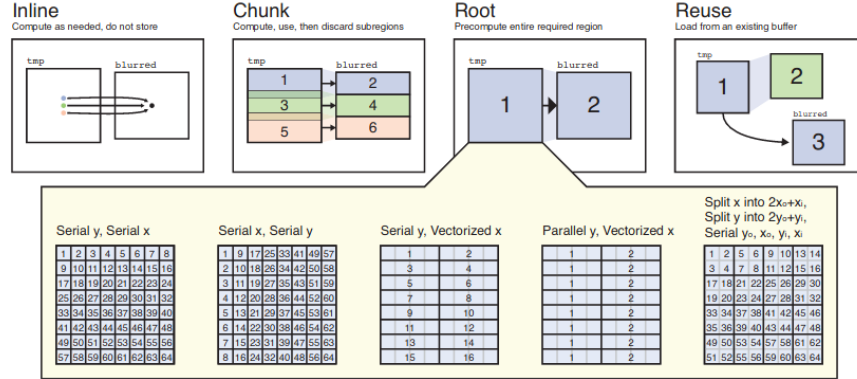 Inline
Compute as needed, do not store
tmp
blurred
Chunk
Compute, use, then discard subregions
tmp
blurred
1
2
3
4
5
6
Root
Precompute entire required region
tmp
blurred
1
2
Reuse
Load from an existing buffer
tmp
1
2
blurred
3
Serial y, Serial x
1 2 3 4 5 6 7 8
9 10 11 12 13 14 15 16
17 18 19 20 21 22 23 24
25 26 27 28 29 30 31 32
33 34 35 36 37 38 39 40
41 42 43 44 45 46 47 48
49 50 51 52 53 54 55 56
57 58 59 60 61 62 63 64
Serial x, Serial y
1 9 17 25 33 41 49 57
2 10 18 26 34 42 50 58
3 11 19 27 35 43 51 59
4 12 20 28 36 44 52 60
5 13 21 29 37 45 53 61
6 14 22 30 38 46 54 62
7 15 23 31 39 47 55 63
8 16 24 32 40 48 56 64
Serial y, Vectorized x
1 2
3 4
5 6
7 8
9 10
11 12
13 14
15 16
Parallel y, Vectorized x
1 2
1 2
1 2
1 2
1 2
1 2
1 2
1 2
Split x into 2xₒ+xᵢ,
Split y into 2yₒ+yᵢ,
Serial yₒ, xₒ, yᵢ, xᵢ
1 2 5 6 9 10 13 14
3 4 7 8 11 12 15 16
17 18 21 22 25 26 29 30
19 20 23 24 27 28 31 32
33 34 37 38 41 42 45 46
35 36 39 40 43 44 47 48
49 50 53 54 57 58 61 62
51 52 55 56 59 60 63 64